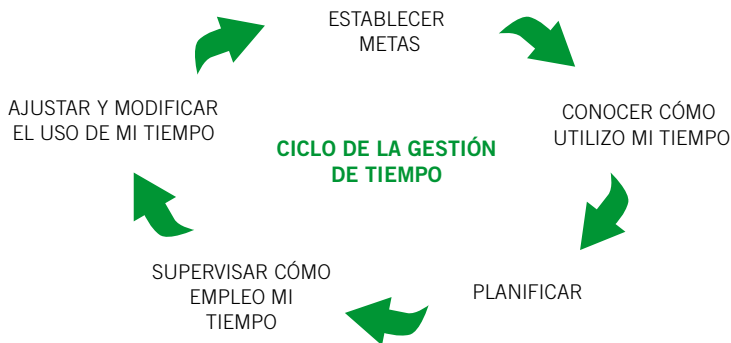 ESTABLECER
METAS
CONOCER CÓMO
UTILIZO MI TIEMPO
PLANIFICAR
SUPERVISAR CÓMO
EMPLEO MI
TIEMPO
AJUSTAR Y MODIFICAR
EL USO DE MI TIEMPO
CICLO DE LA GESTIÓN
DE TIEMPO